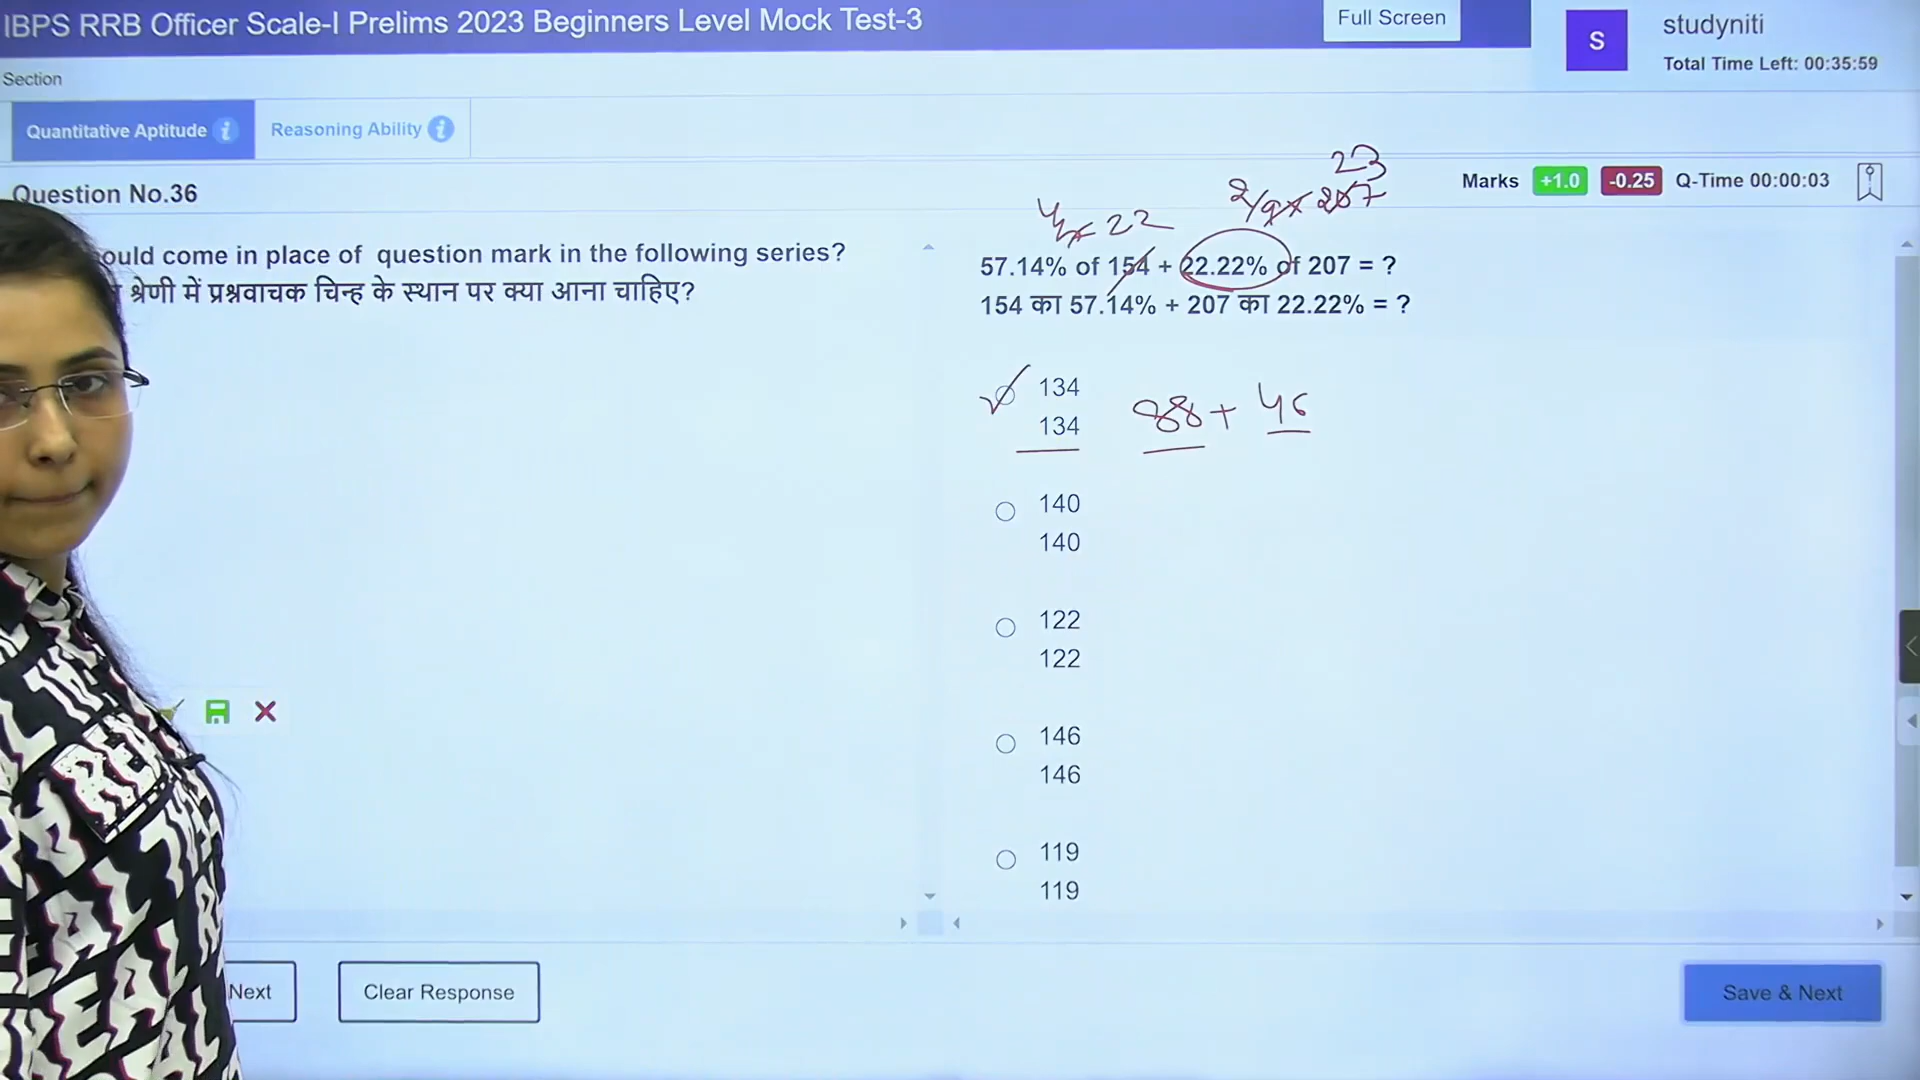 IBPS RRB Officer Scale-I Prelims 2023 Beginners Level Mock Test-3
Full Screen
S
studyniti
Total Time Left: 00:35:59
Section
Quantitative Aptitude
Reasoning Ability
Question No.36
Marks +1.0 -0.25 Q-Time 00:00:03
ould come in place of question mark in the following series?
श्रेणी में प्रश्नवाचक चिन्ह के स्थान पर क्या आना चाहिए?
23
2/9 × 207
4/7 × 22
57.14% of 154 + 22.22% of 207 = ?
154 का 57.14% + 207 का 22.22% = ?
134
134
88 + 46
140
140
122
122
146
146
119
119
Next
Clear Response
Save & Next